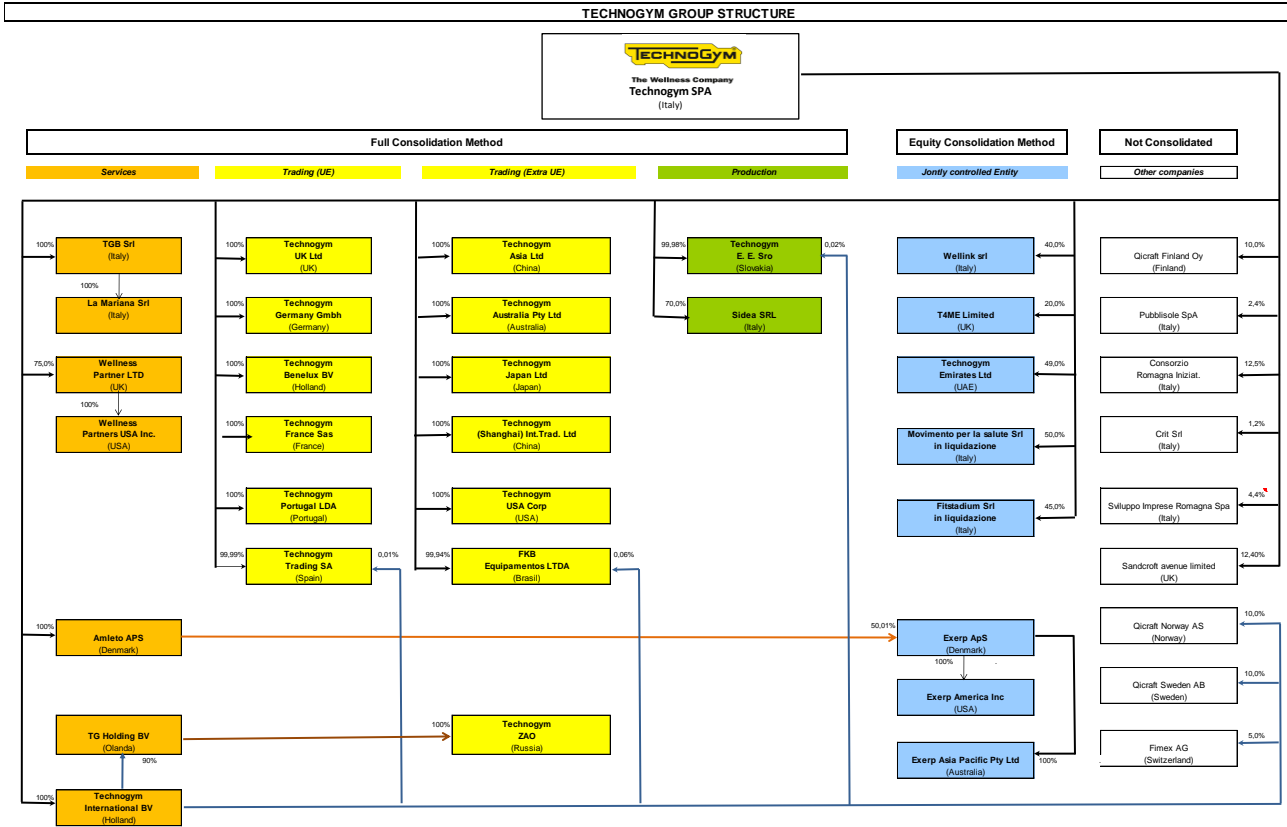 TECHNOGYM GROUP STRUCTURE
TECHNOGYM
The Wellness Company
Technogym SPA
(Italy)
Full Consolidation Method
Equity Consolidation Method
Not Consolidated
Services
Trading (UE)
Trading (Extra UE)
Production
Jontly controlled Entity
Other companies
100%
TGB Srl
(Italy)
100%
La Mariana Srl
(Italy)
75,0%
Wellness
Partner LTD
(UK)
100%
Wellness
Partners USA Inc.
(USA)
100%
Amleto APS
(Denmark)
TG Holding BV
(Olanda)
90%
100%
Technogym
International BV
(Holland)
100%
Technogym
UK Ltd
(UK)
100%
Technogym
Germany Gmbh
(Germany)
100%
Technogym
Benelux BV
(Holland)
100%
Technogym
France Sas
(France)
100%
Technogym
Portugal LDA
(Portugal)
99,99%
Technogym
Trading SA
(Spain)
0,01%
100%
Technogym
Asia Ltd
(China)
100%
Technogym
Australia Pty Ltd
(Australia)
100%
Technogym
Japan Ltd
(Japan)
100%
Technogym
(Shanghai) Int.Trad. Ltd
(China)
100%
Technogym
USA Corp
(USA)
99,94%
FKB
Equipamentos LTDA
(Brasil)
0,06%
100%
Technogym
ZAO
(Russia)
99,98%
Technogym
E. E. Sro
(Slovakia)
0,02%
70,0%
Sidea SRL
(Italy)
Wellink srl
(Italy)
40,0%
T4ME Limited
(UK)
20,0%
Technogym
Emirates Ltd
(UAE)
49,0%
Movimento per la salute Srl
in liquidazione
(Italy)
50,0%
Fitstadium Srl
in liquidazione
(Italy)
45,0%
50,01%
Exerp ApS
(Denmark)
100%
Exerp America Inc
(USA)
Exerp Asia Pacific Pty Ltd
(Australia)
100%
Qicraft Finland Oy
(Finland)
10,0%
Pubblisole SpA
(Italy)
2,4%
Consorzio
Romagna Iniziat.
(Italy)
12,5%
Crit Srl
(Italy)
1,2%
Sviluppo Imprese Romagna Spa
(Italy)
4,4%
Sandcroft avenue limited
(UK)
12,40%
Qicraft Norway AS
(Norway)
10,0%
Qicraft Sweden AB
(Sweden)
10,0%
Fimex AG
(Switzerland)
5,0%